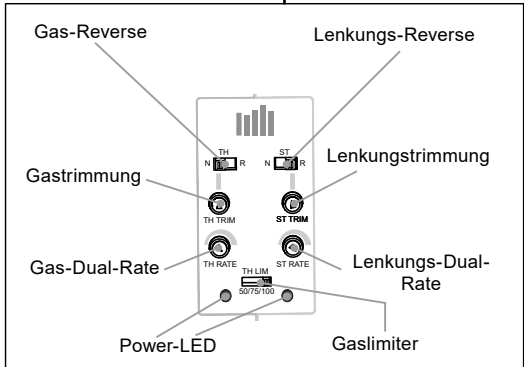 Gas-Reverse
Lenkungs-Reverse
TH
ST
N
R
N
R
Gastrimmung
Lenkungstrimmung
TH TRIM
ST TRIM
Gas-Dual-Rate
Lenkungs-Dual-
Rate
TH RATE
ST RATE
TH LIM
50/75/100
Power-LED
Gaslimiter